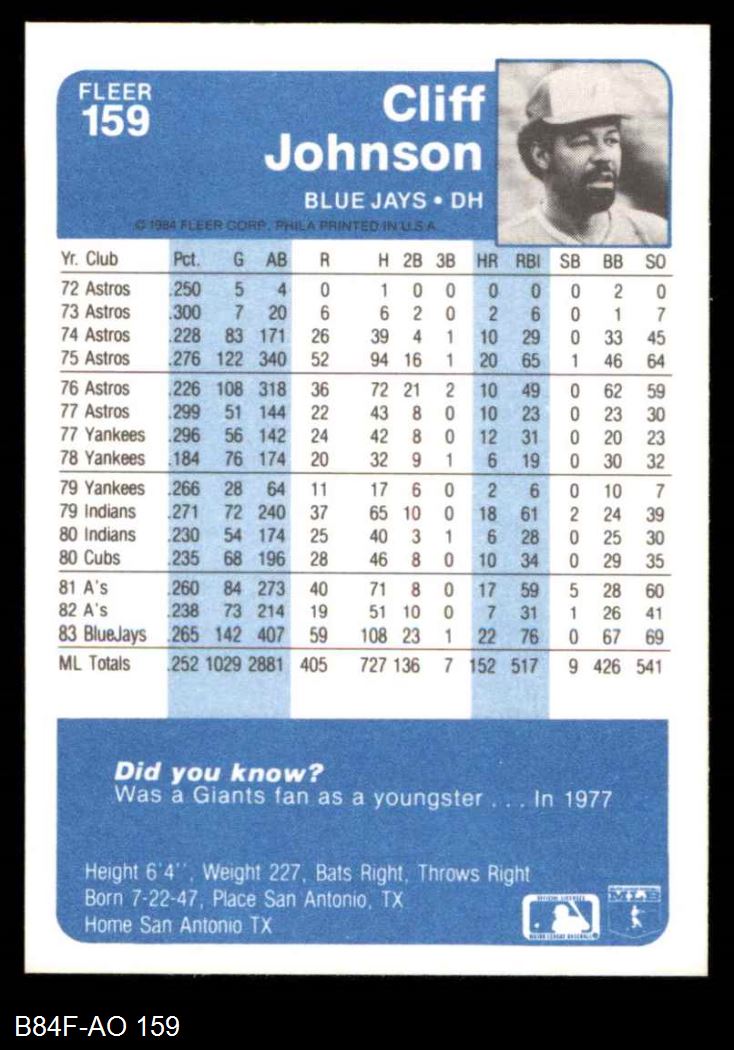 FLEER
159
Cliff
Johnson
BLUE JAYS • DH
© 1984 FLEER CORP. PHILA PRINTED IN U.S.A.
Yr. Club Pct. G AB R H 2B 3B HR RBI SB BB SO
72 Astros .250 5 4 0 1 0 0 0 0 0 2 0
73 Astros .300 7 20 6 6 2 0 2 6 0 1 7
74 Astros .228 83 171 26 39 4 1 10 29 0 33 45
75 Astros .276 122 340 52 94 16 1 20 65 1 46 64
76 Astros .226 108 318 36 72 21 2 10 49 0 62 59
77 Astros .299 51 144 22 43 8 0 10 23 0 23 30
77 Yankees .296 56 142 24 42 8 0 12 31 0 20 23
78 Yankees .184 76 174 20 32 9 1 6 19 0 30 32
79 Yankees .266 28 64 11 17 6 0 2 6 0 10 7
79 Indians .271 72 240 37 65 10 0 18 61 2 24 39
80 Indians .230 54 174 25 40 3 1 6 28 0 25 30
80 Cubs .235 68 196 28 46 8 0 10 34 0 29 35
81 A's .260 84 273 40 71 8 0 17 59 5 28 60
82 A's .238 73 214 19 51 10 0 7 31 1 26 41
83 BlueJays .265 142 407 59 108 23 1 22 76 0 67 69
ML Totals .252 1029 2881 405 727 136 7 152 517 9 426 541
Did you know?
Was a Giants fan as a youngster . . . In 1977
Height 6'4'', Weight 227, Bats Right, Throws Right
Born 7-22-47, Place San Antonio, TX
Home San Antonio TX
B84F-AO 159